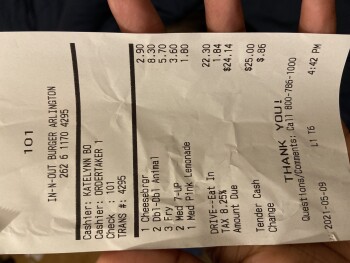 101
IN-N-OUT BURGER ARLINGTON
262 6 1170 4295
Cashier: KATELYNN BO
Cashier: ORDERTAKER 1
Check : 101
TRANS #: 4295
1 Cheesebrgr 2.90
2 Dbl-Dbl Animal 8.30
3 Fry 5.70
2 Med 7-UP 3.60
1 Med Pink Lemonade 1.80
DRIVE--Eat In 22.30
TAX 8.25% 1.84
Amount Due $24.14
Tender Cash $25.00
Change $.86
THANK YOU!
Questions/Comments: Call 800-786-1000
2021-05-09 L1 T6 4:42 PM